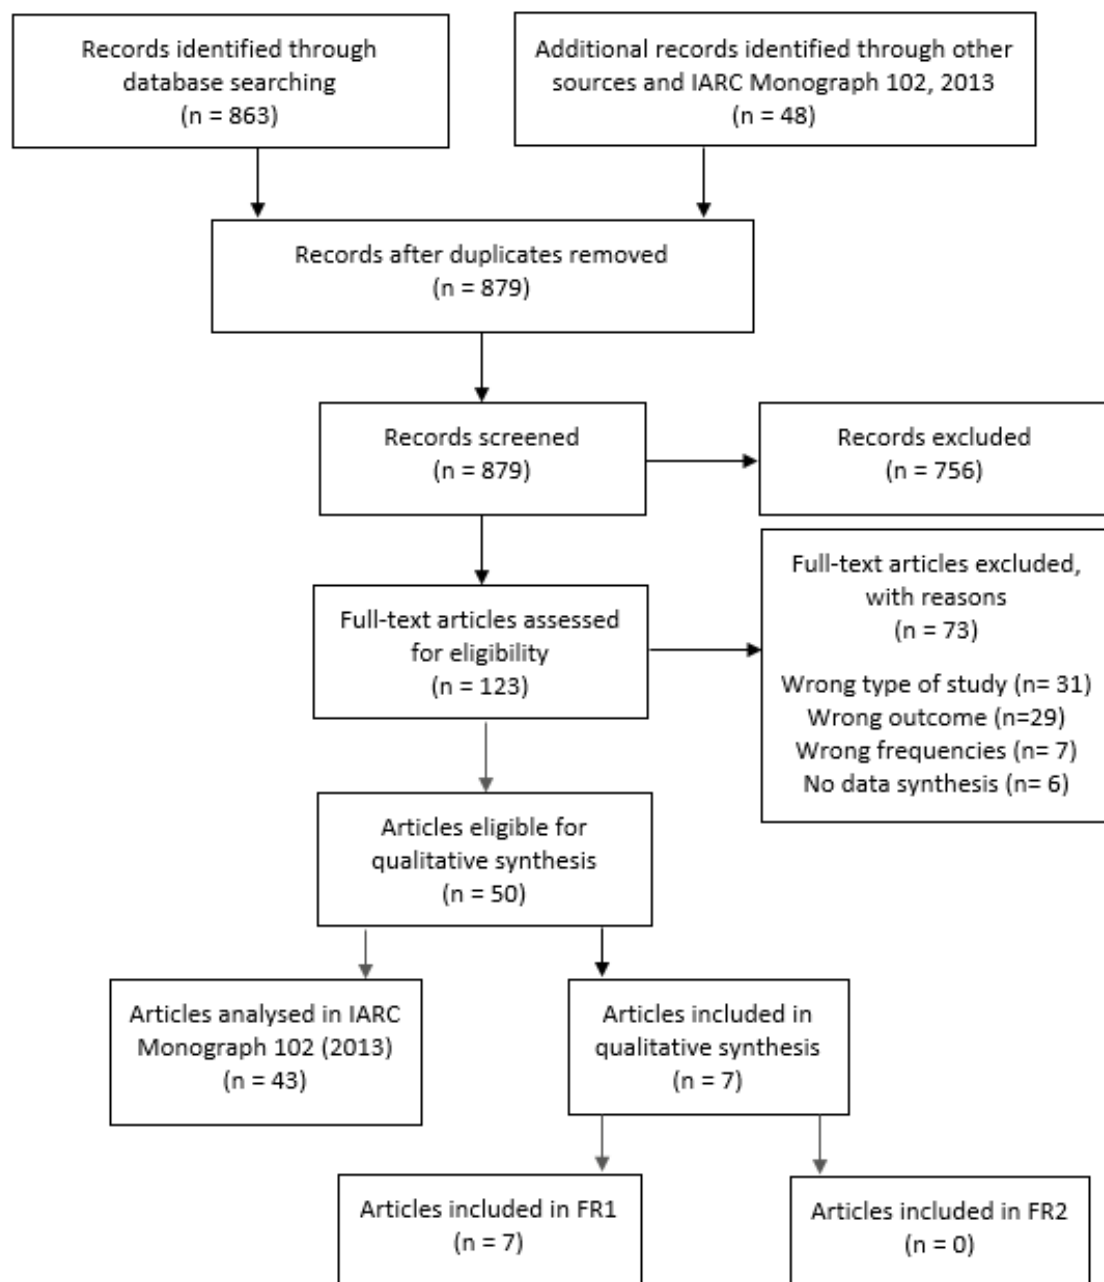 Records identified through
database searching
(n = 863)
Additional records identified through other
sources and IARC Monograph 102, 2013
(n = 48)
Records after duplicates removed
(n = 879)
Records screened
(n = 879)
Records excluded
(n = 756)
Full-text articles assessed
for eligibility
(n = 123)
Full-text articles excluded,
with reasons
(n = 73)
Wrong type of study (n= 31)
Wrong outcome (n=29)
Wrong frequencies (n= 7)
No data synthesis (n= 6)
Articles eligible for
qualitative synthesis
(n = 50)
Articles analysed in IARC
Monograph 102 (2013)
(n = 43)
Articles included in
qualitative synthesis
(n = 7)
Articles included in FR1
(n = 7)
Articles included in FR2
(n = 0)